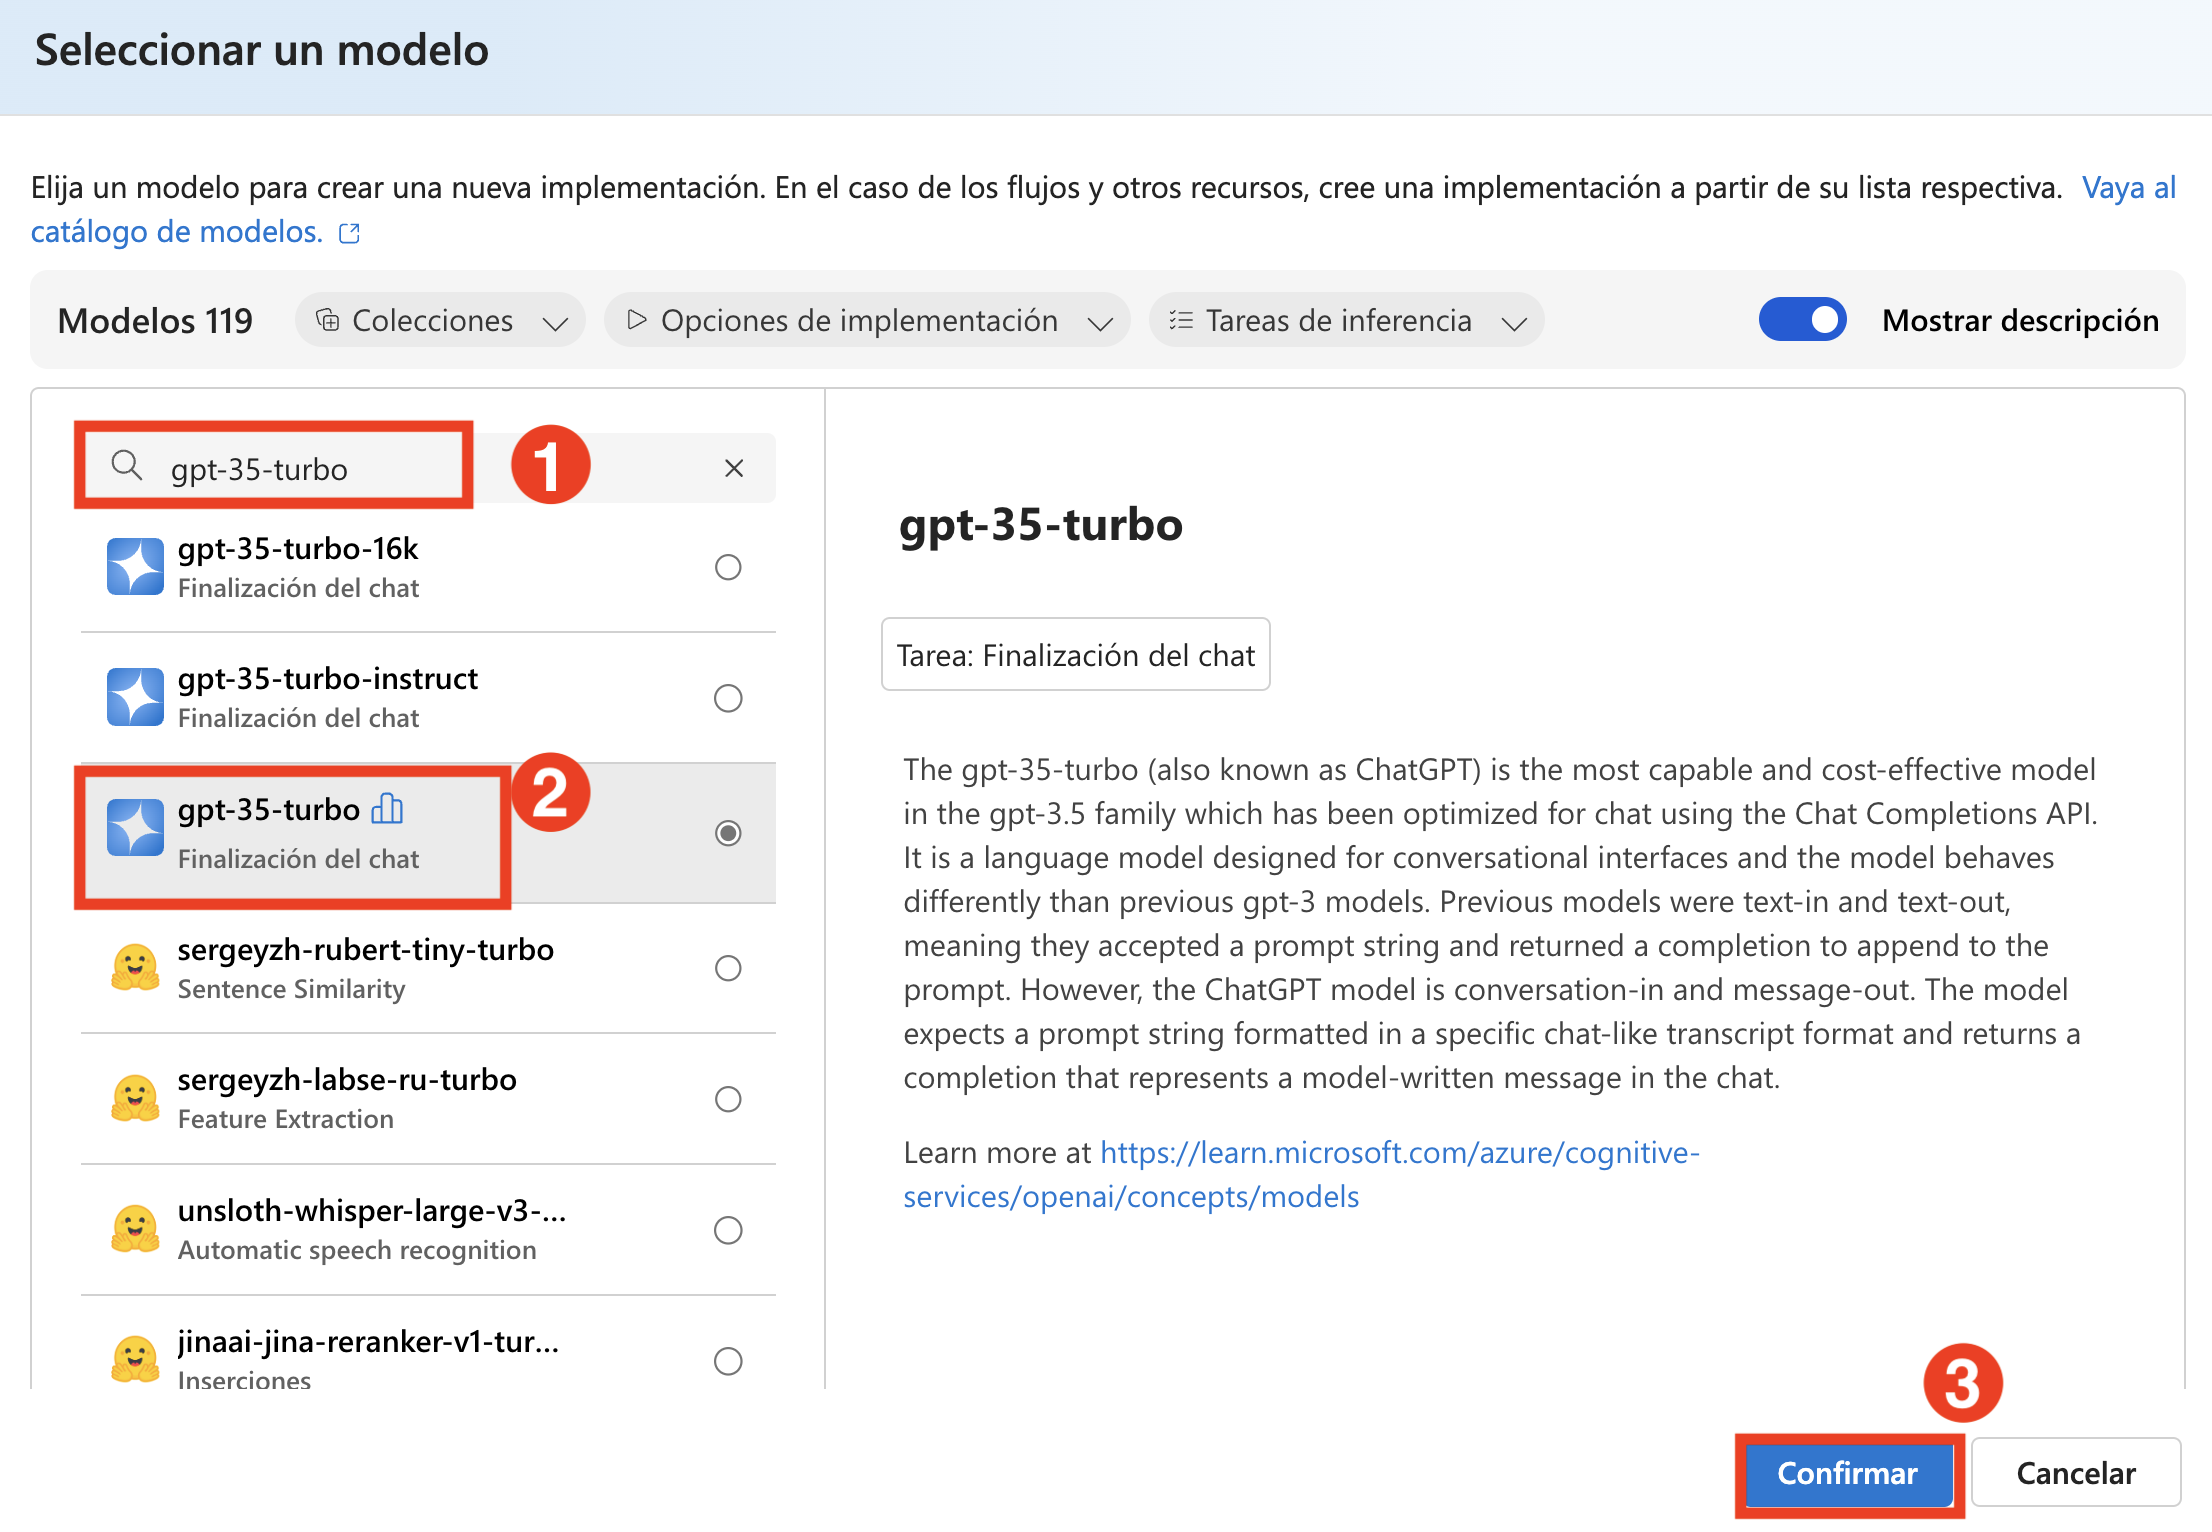 Seleccionar un modelo
Elija un modelo para crear una nueva implementación. En el caso de los flujos y otros recursos, cree una implementación a partir de su lista respectiva. Vaya al
catálogo de modelos.
Modelos 119
Colecciones
Opciones de implementación
Tareas de inferencia
Mostrar descripción
gpt-35-turbo
1
gpt-35-turbo-16k
Finalización del chat
gpt-35-turbo-instruct
Finalización del chat
gpt-35-turbo
2
Finalización del chat
sergeyzh-rubert-tiny-turbo
Sentence Similarity
sergeyzh-labse-ru-turbo
Feature Extraction
unsloth-whisper-large-v3-...
Automatic speech recognition
jinaai-jina-reranker-v1-tur...
Inserciones
gpt-35-turbo
Tarea: Finalización del chat
The gpt-35-turbo (also known as ChatGPT) is the most capable and cost-effective model
in the gpt-3.5 family which has been optimized for chat using the Chat Completions API.
It is a language model designed for conversational interfaces and the model behaves
differently than previous gpt-3 models. Previous models were text-in and text-out,
meaning they accepted a prompt string and returned a completion to append to the
prompt. However, the ChatGPT model is conversation-in and message-out. The model
expects a prompt string formatted in a specific chat-like transcript format and returns a
completion that represents a model-written message in the chat.
Learn more at https://learn.microsoft.com/azure/cognitive-
services/openai/concepts/models
3
Confirmar
Cancelar